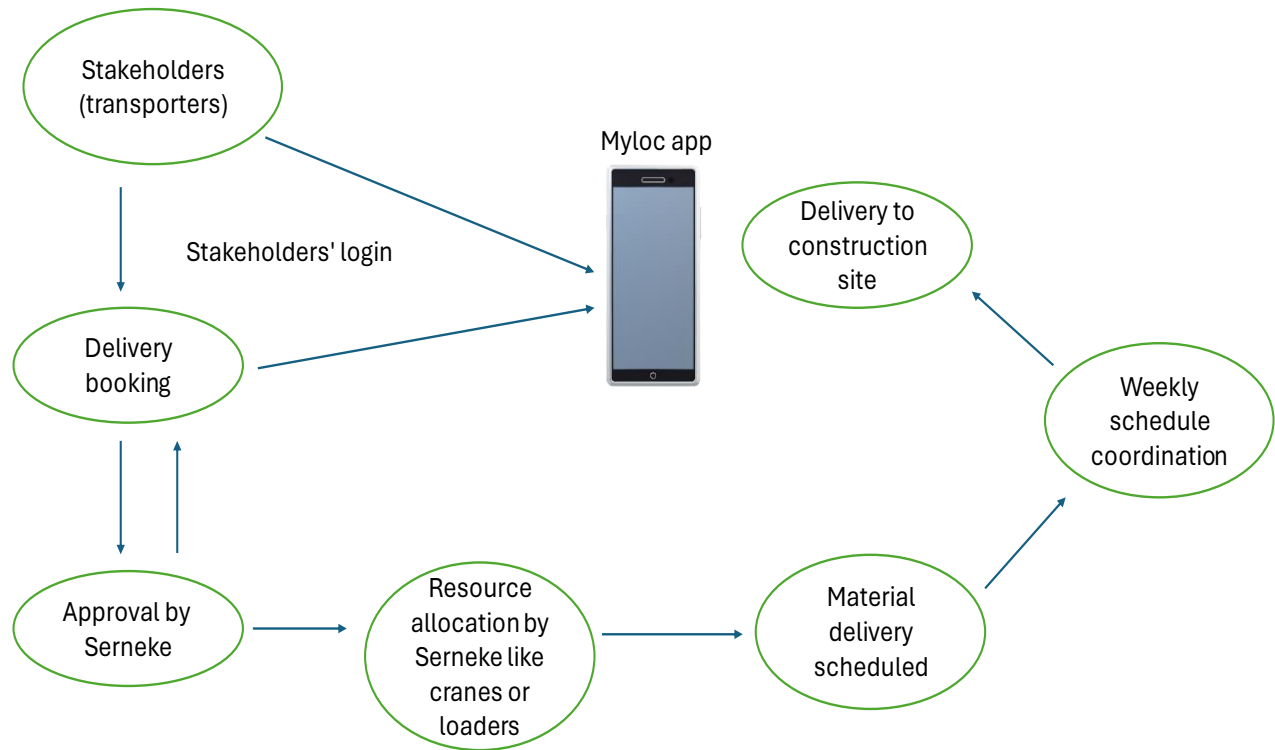 Stakeholders
(transporters)
Myloc app
Stakeholders' login
Delivery to
construction
site
Delivery
booking
Weekly
schedule
coordination
Approval by
Serneke
Resource
allocation by
Serneke like
cranes or
loaders
Material
delivery
scheduled